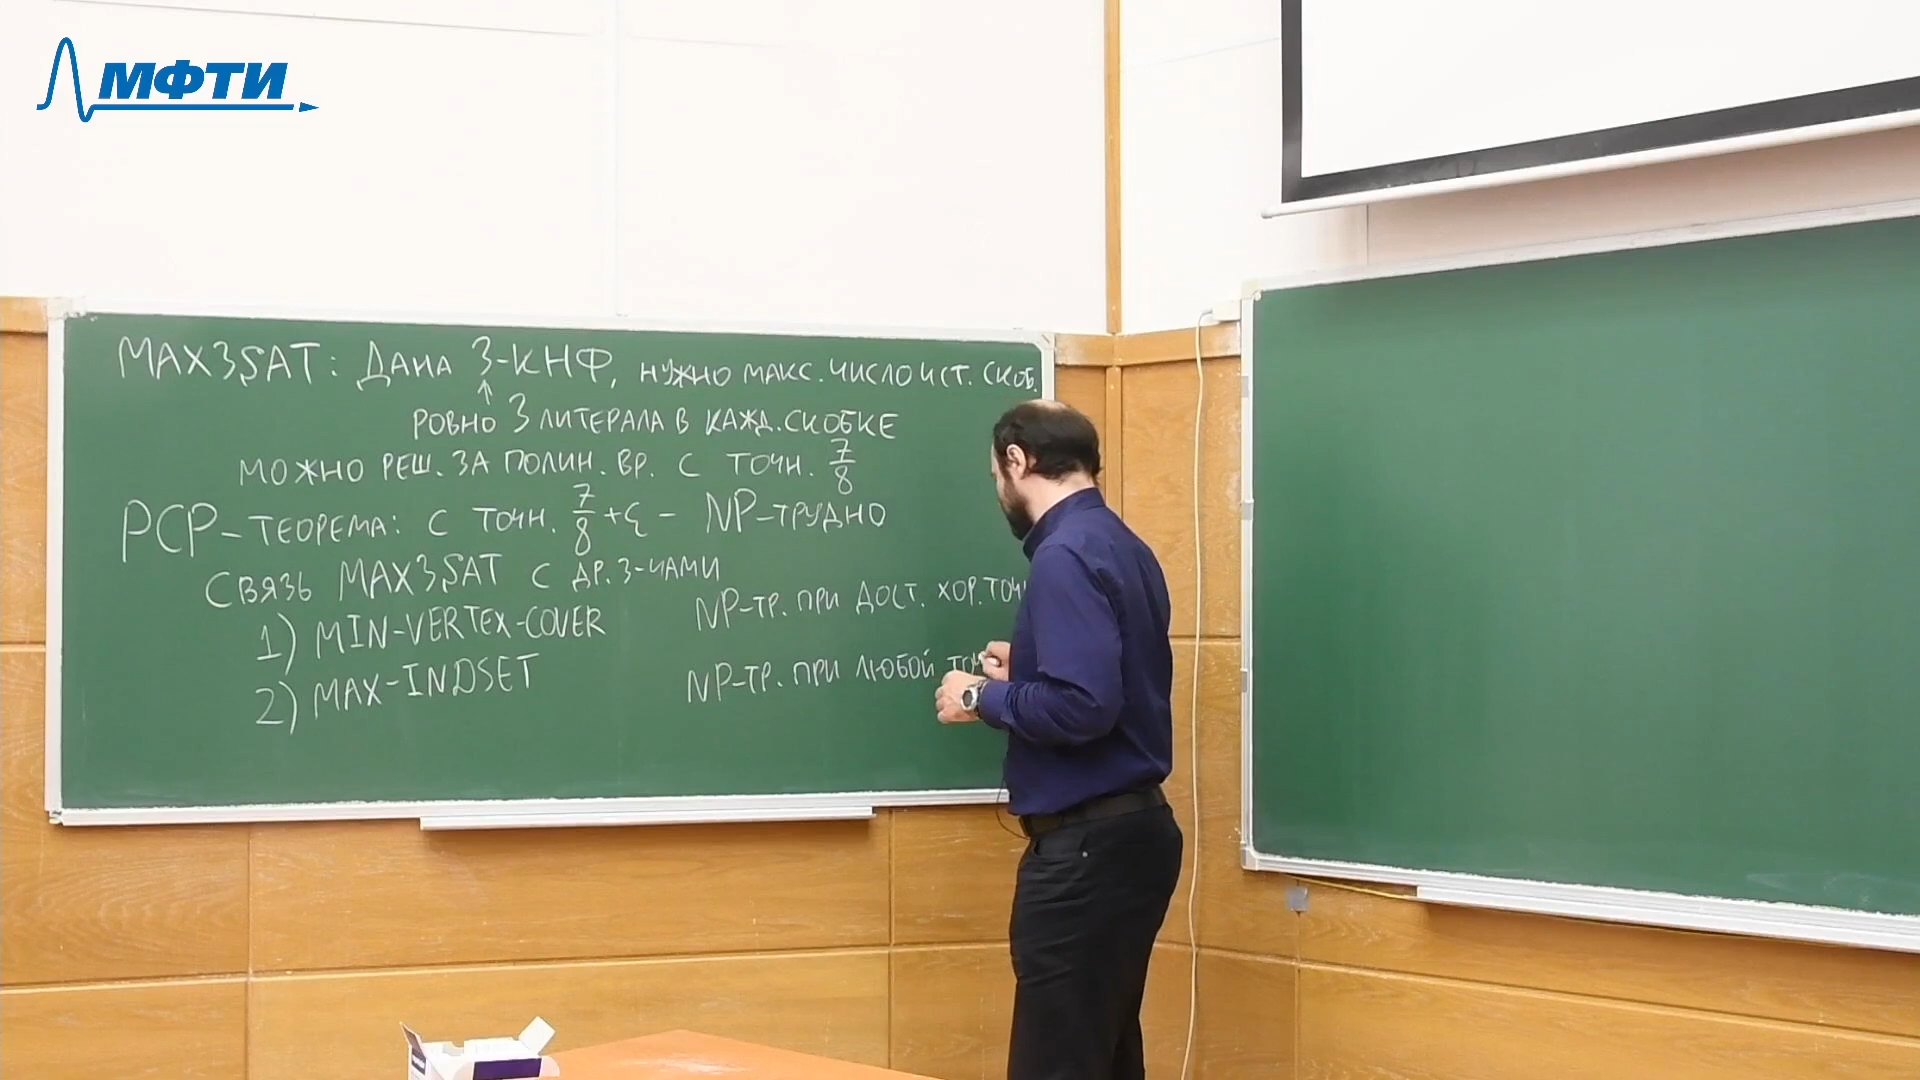 МФТИ
MAX3SAT: ДАНА 3-КНФ, НУЖНО МАКС. ЧИСЛО ИСТ. СКОБ.
↑
РОВНО 3 ЛИТЕРАЛА В КАЖД. СКОБКЕ
МОЖНО РЕШ. ЗА ПОЛИН. ВР. С ТОЧН. 7/8
PCP-ТЕОРЕМА: С ТОЧН. 7/8 + ε - NP-ТРУДНО
СВЯЗЬ MAX3SAT С ДР. З-ЧАМИ
1) MIN-VERTEX-COVER NP-ТР. ПРИ ДОСТ. ХОР. ТОЧН
2) MAX-INDSET NP-ТР. ПРИ ЛЮБОЙ ТОЧ